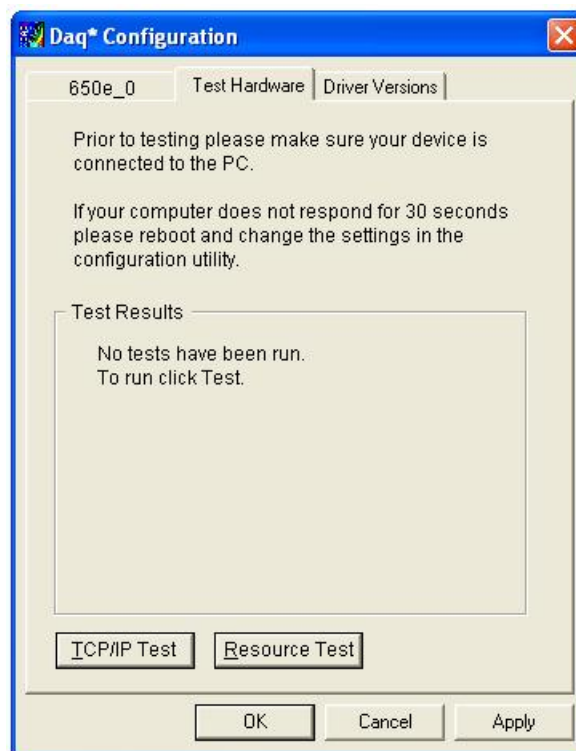 Daq* Configuration
650e_0
Test Hardware
Driver Versions
Prior to testing please make sure your device is
connected to the PC.
If your computer does not respond for 30 seconds
please reboot and change the settings in the
configuration utility.
Test Results
No tests have been run.
To run click Test.
TCP/IP Test
Resource Test
OK
Cancel
Apply